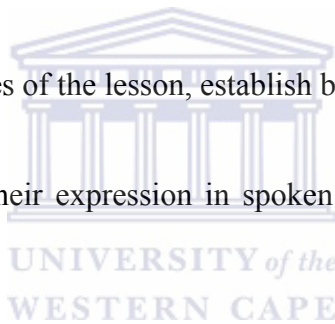 es of the lesson, establish b
heir expression in spoken
UNIVERSITY of the
WESTERN CAPE